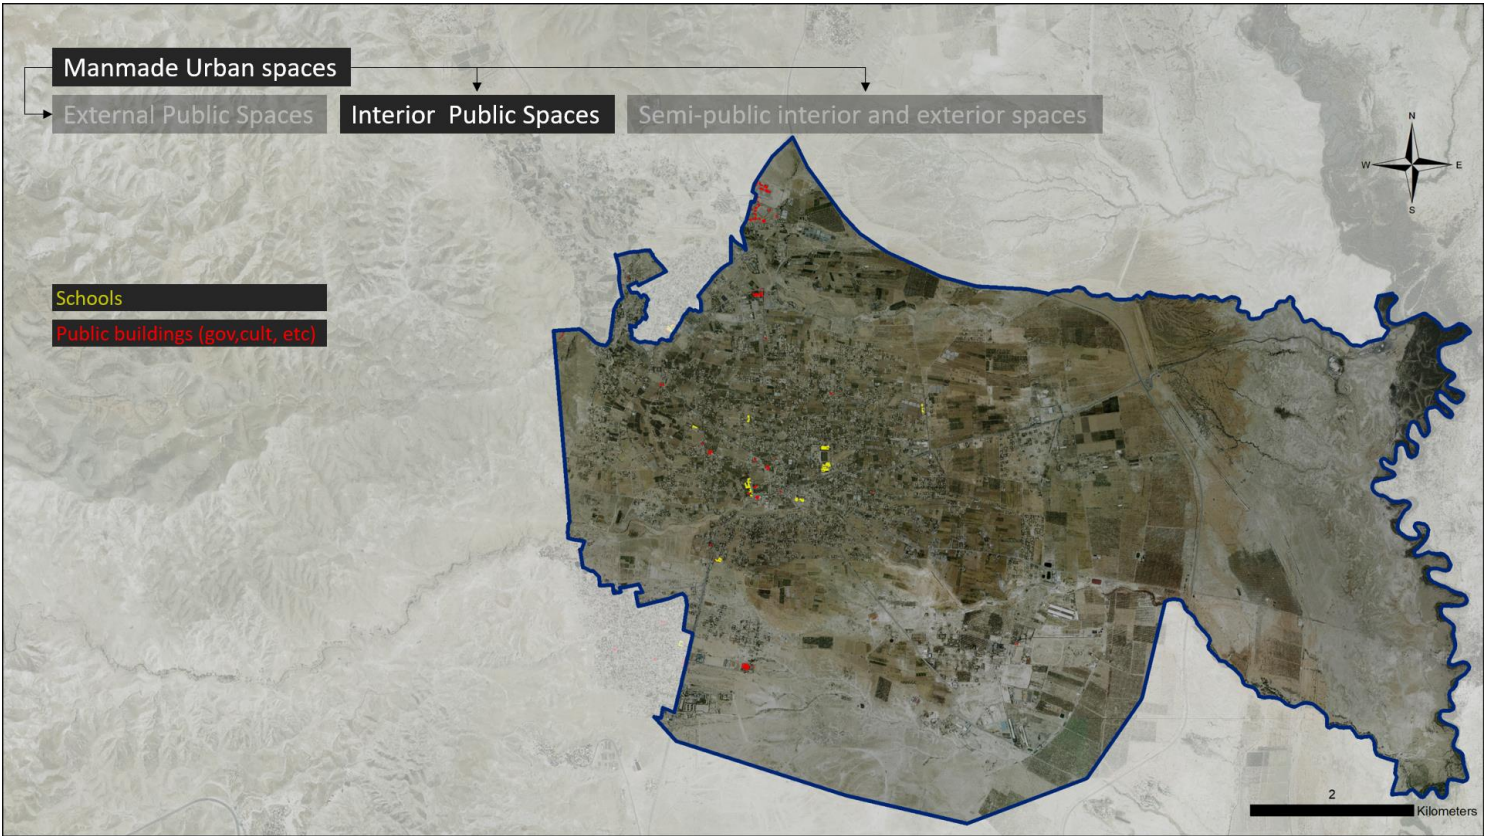 Manmade Urban spaces
External Public Spaces
Interior Public Spaces
Semi-public interior and exterior spaces
N
W
E
S
Schools
Public buildings (gov,cult, etc)
2
Kilometers